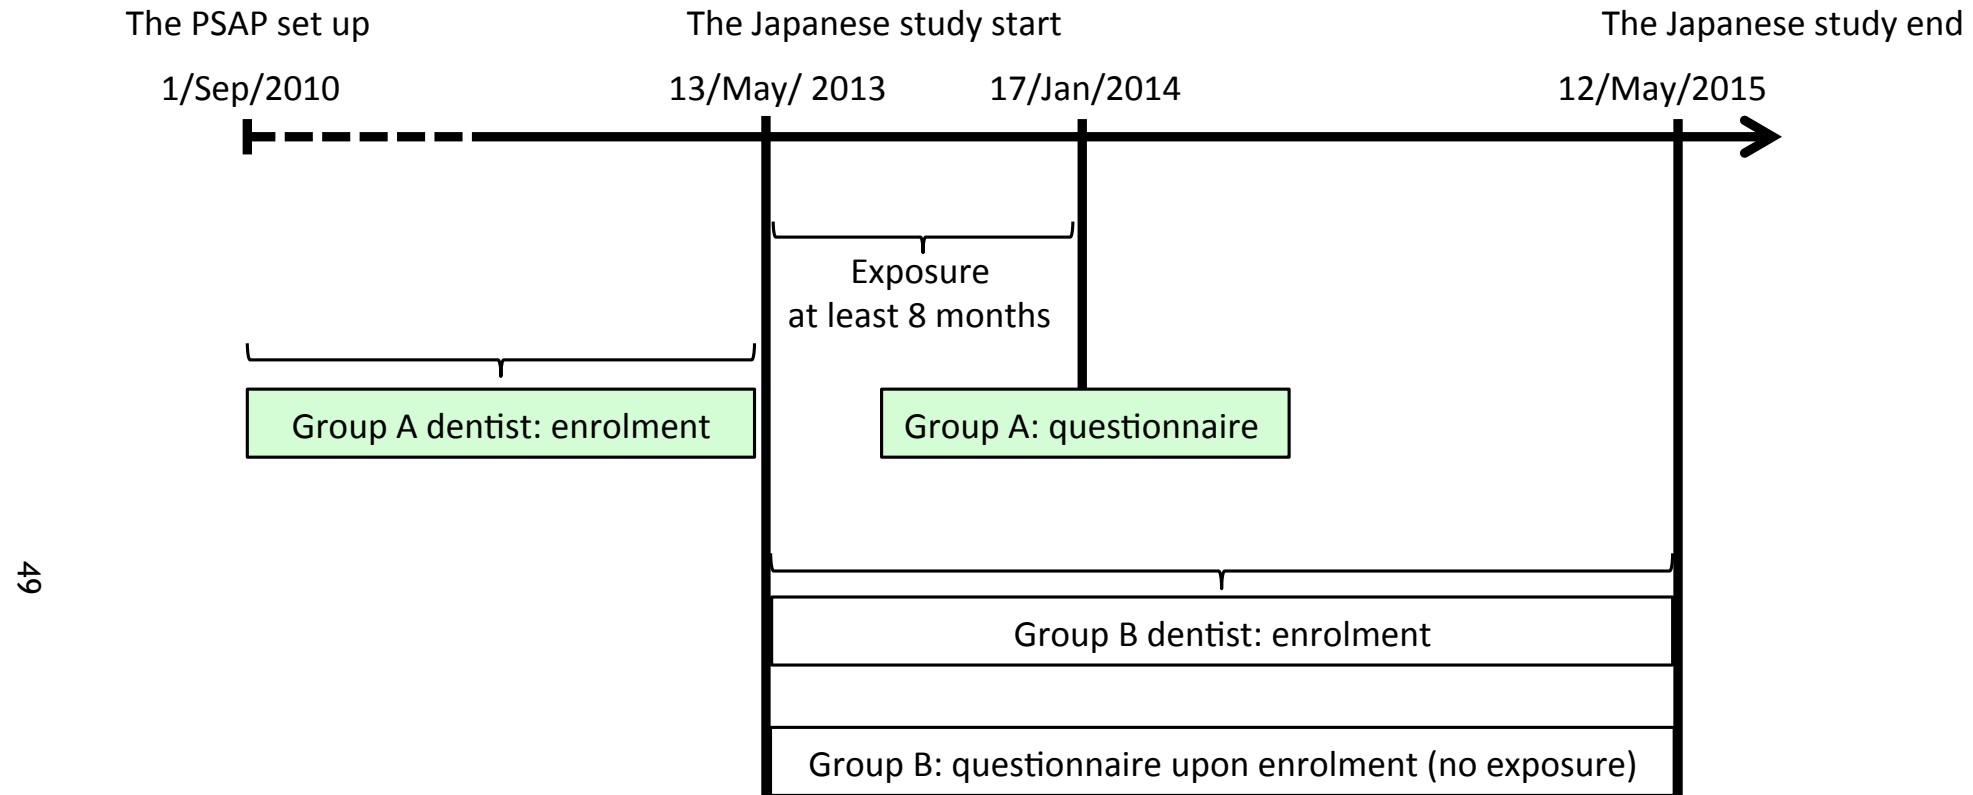 The PSAP set up
The Japanese study start
The Japanese study end
1/Sep/2010
13/May/ 2013
17/Jan/2014
12/May/2015
Exposure
at least 8 months
Group A dentist: enrolment
Group A: questionnaire
49
Group B dentist: enrolment
Group B: questionnaire upon enrolment (no exposure)